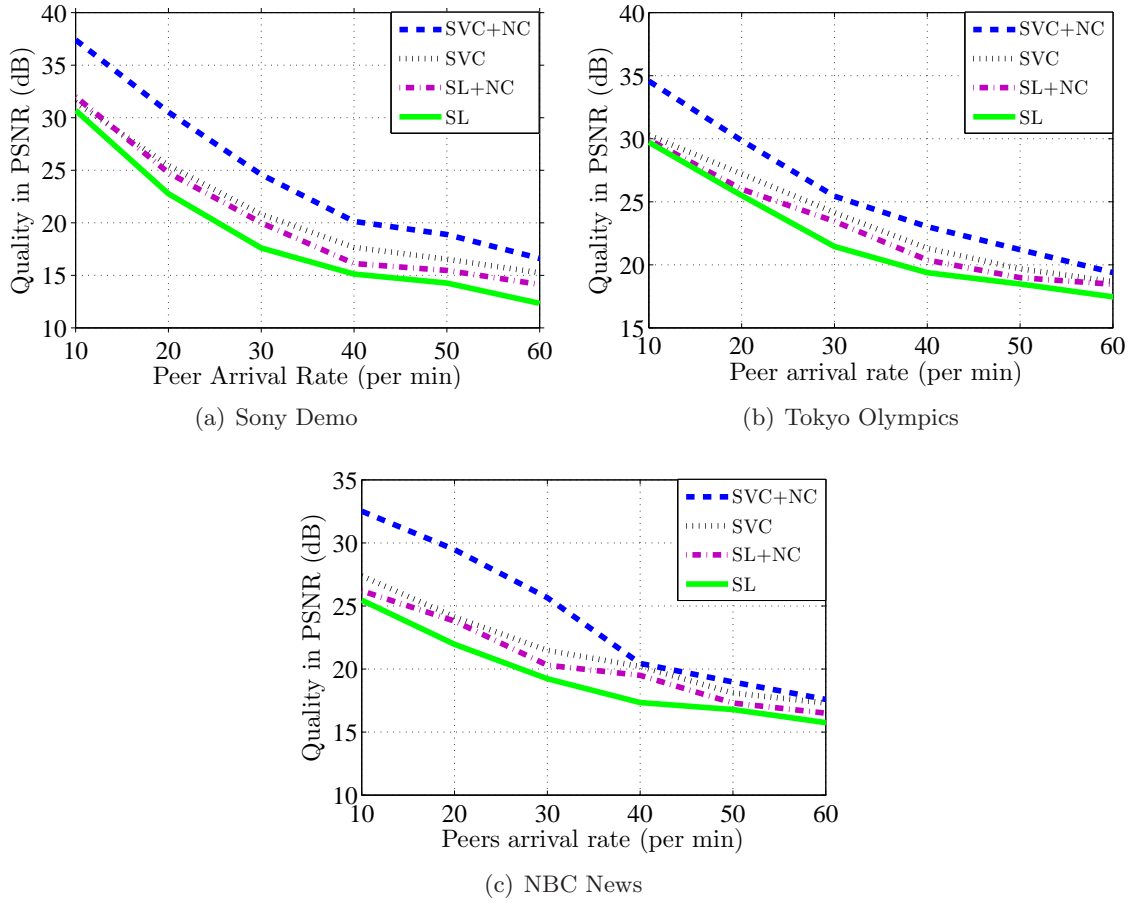 40
35
30
25
20
15
10
10 20 30 40 50 60
Quality in PSNR (dB)
Peer Arrival Rate (per min)
SVC+NC
SVC
SL+NC
SL
(a) Sony Demo
40
35
30
25
20
15
10 20 30 40 50 60
Quality in PSNR (dB)
Peer arrival rate (per min)
SVC+NC
SVC
SL+NC
SL
(b) Tokyo Olympics
35
30
25
20
15
10
10 20 30 40 50 60
Quality in PSNR (dB)
Peers arrival rate (per min)
SVC+NC
SVC
SL+NC
SL
(c) NBC News